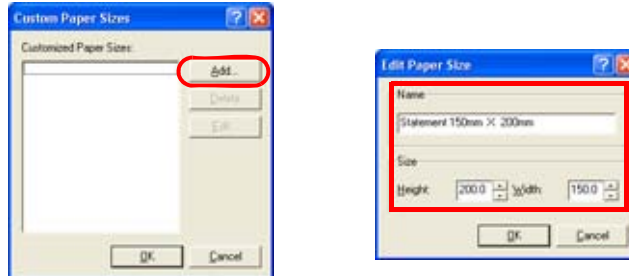 Custom Paper Sizes
Customized Paper Sizes:
Add...
Delete
Edit...
OK
Cancel
Edit Paper Size
Name
Statement 150mm X 200mm
Size
Height
200.0
Width
150.0
OK
Cancel